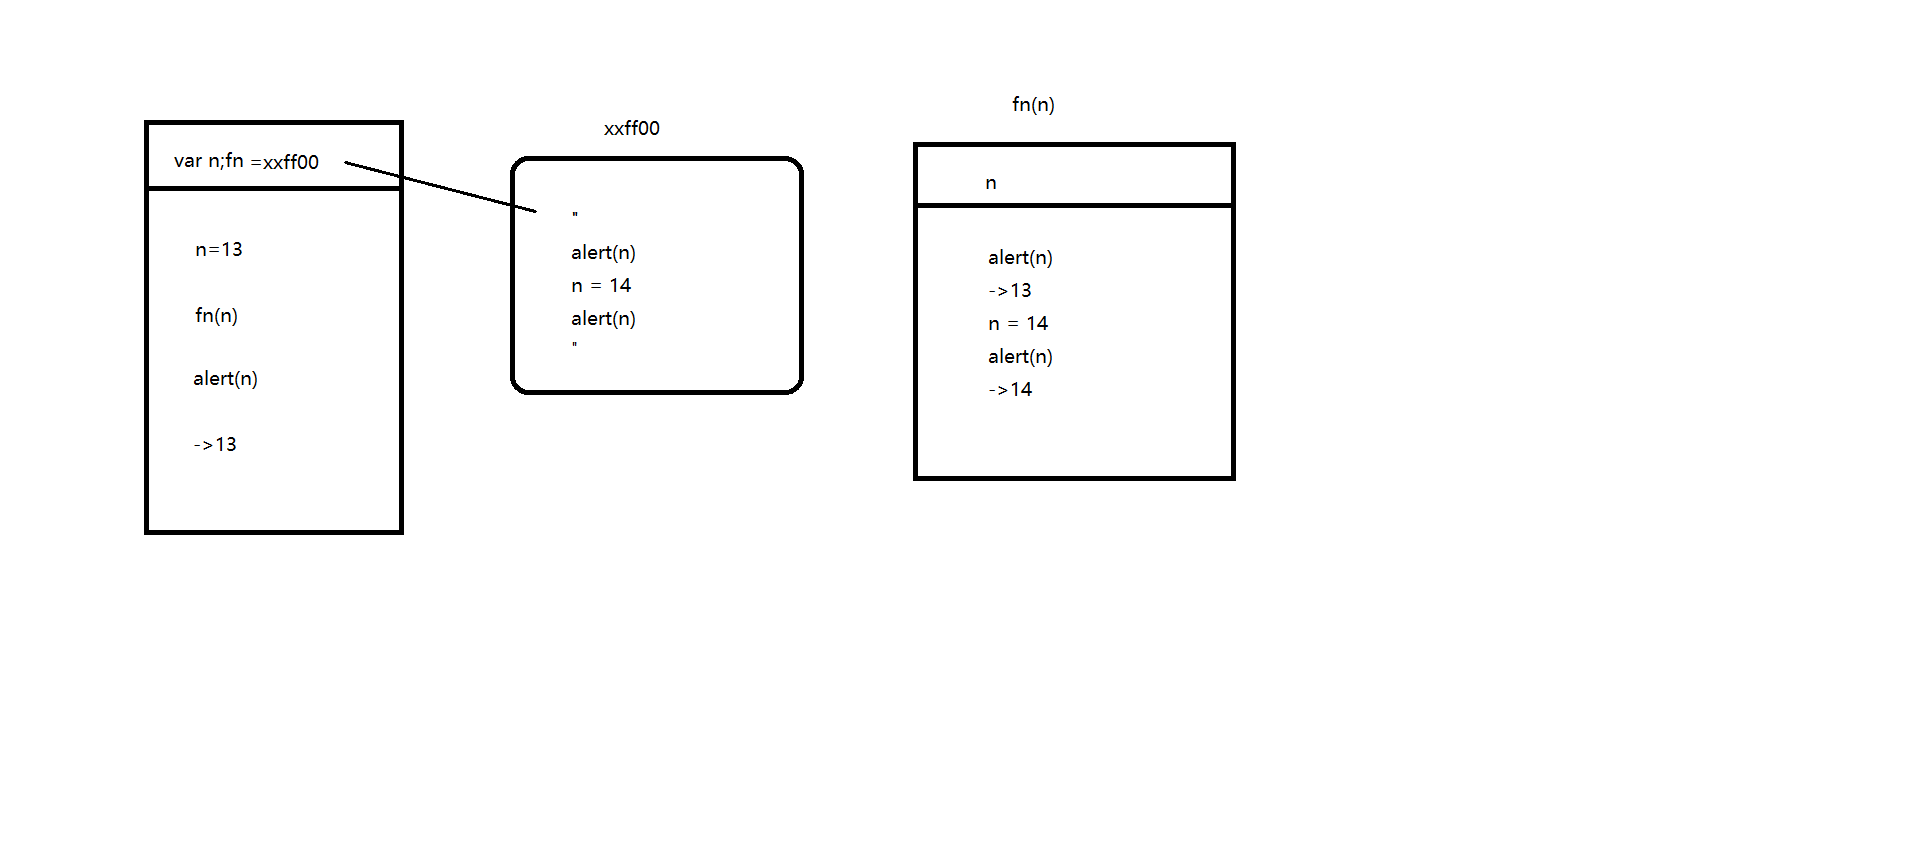 var n;fn =xxff00
n=13
fn(n)
alert(n)
->13
xxff00
"
alert(n)
n = 14
alert(n)
"
fn(n)
n
alert(n)
->13
n = 14
alert(n)
->14